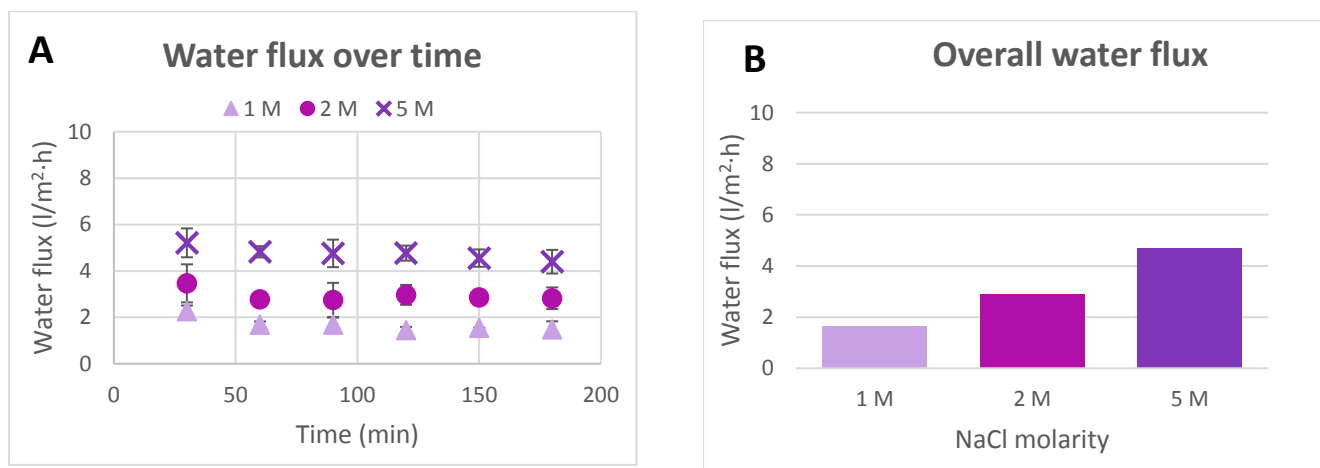 A
Water flux over time
1 M 2 M 5 M
Water flux (l/m²·h)
10
8
6
4
2
0
0 50 100 150 200
Time (min)
B
Overall water flux
Water flux (l/m²·h)
10
8
6
4
2
0
1 M 2 M 5 M
NaCl molarity